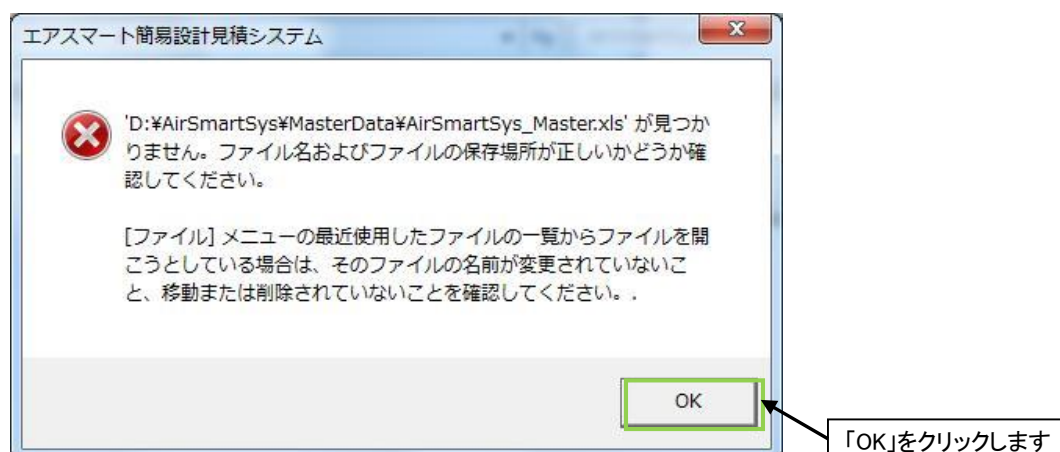 エアスマート簡易設計見積システム
'D:¥AirSmartSys¥MasterData¥AirSmartSys_Master.xls' が見つか
りません。ファイル名およびファイルの保存場所が正しいかどうか確
認してください。
[ファイル] メニューの最近使用したファイルの一覧からファイルを開
こうとしている場合は、そのファイルの名前が変更されていないこ
と、移動または削除されていないことを確認してください。.
OK
「OK」をクリックします